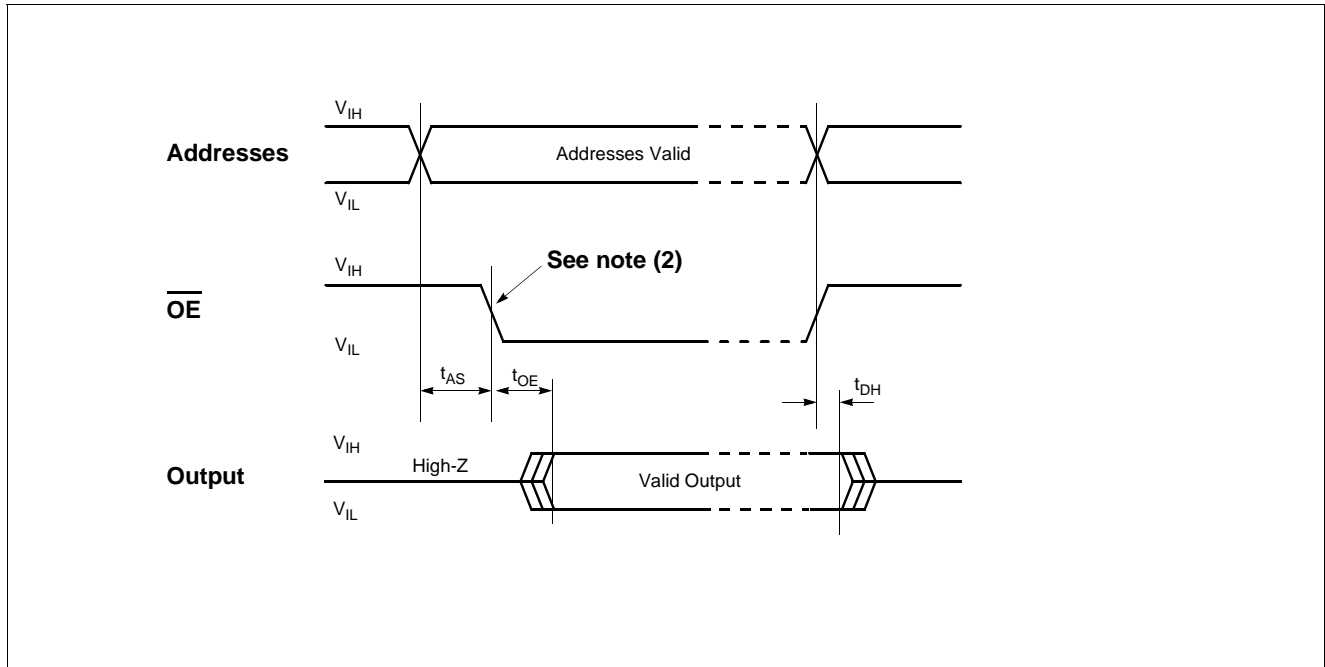 V_IH
Addresses
Addresses Valid
V_IL
See note (2)
V_IH
OE
V_IL
t_AS
t_OE
t_DH
V_IH
High-Z
Output
Valid Output
V_IL